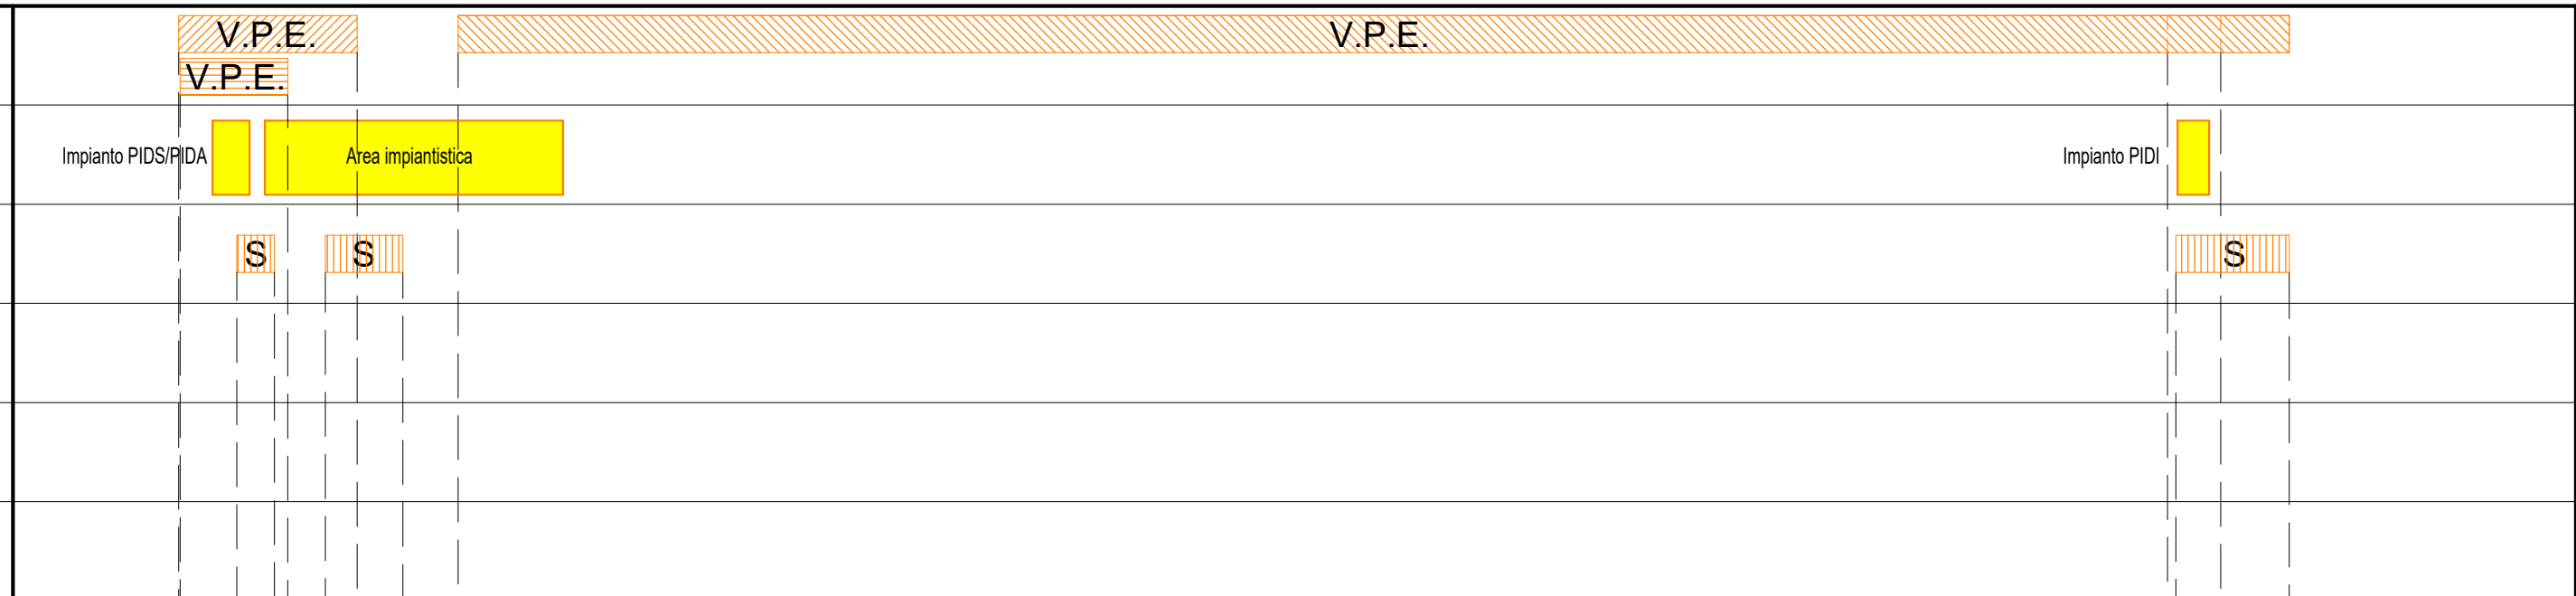 V.P.E.
V.P.E.
V.P.E.
Impianto PIDS/PIDA
Area impiantistica
Impianto PIDI
S
S
S